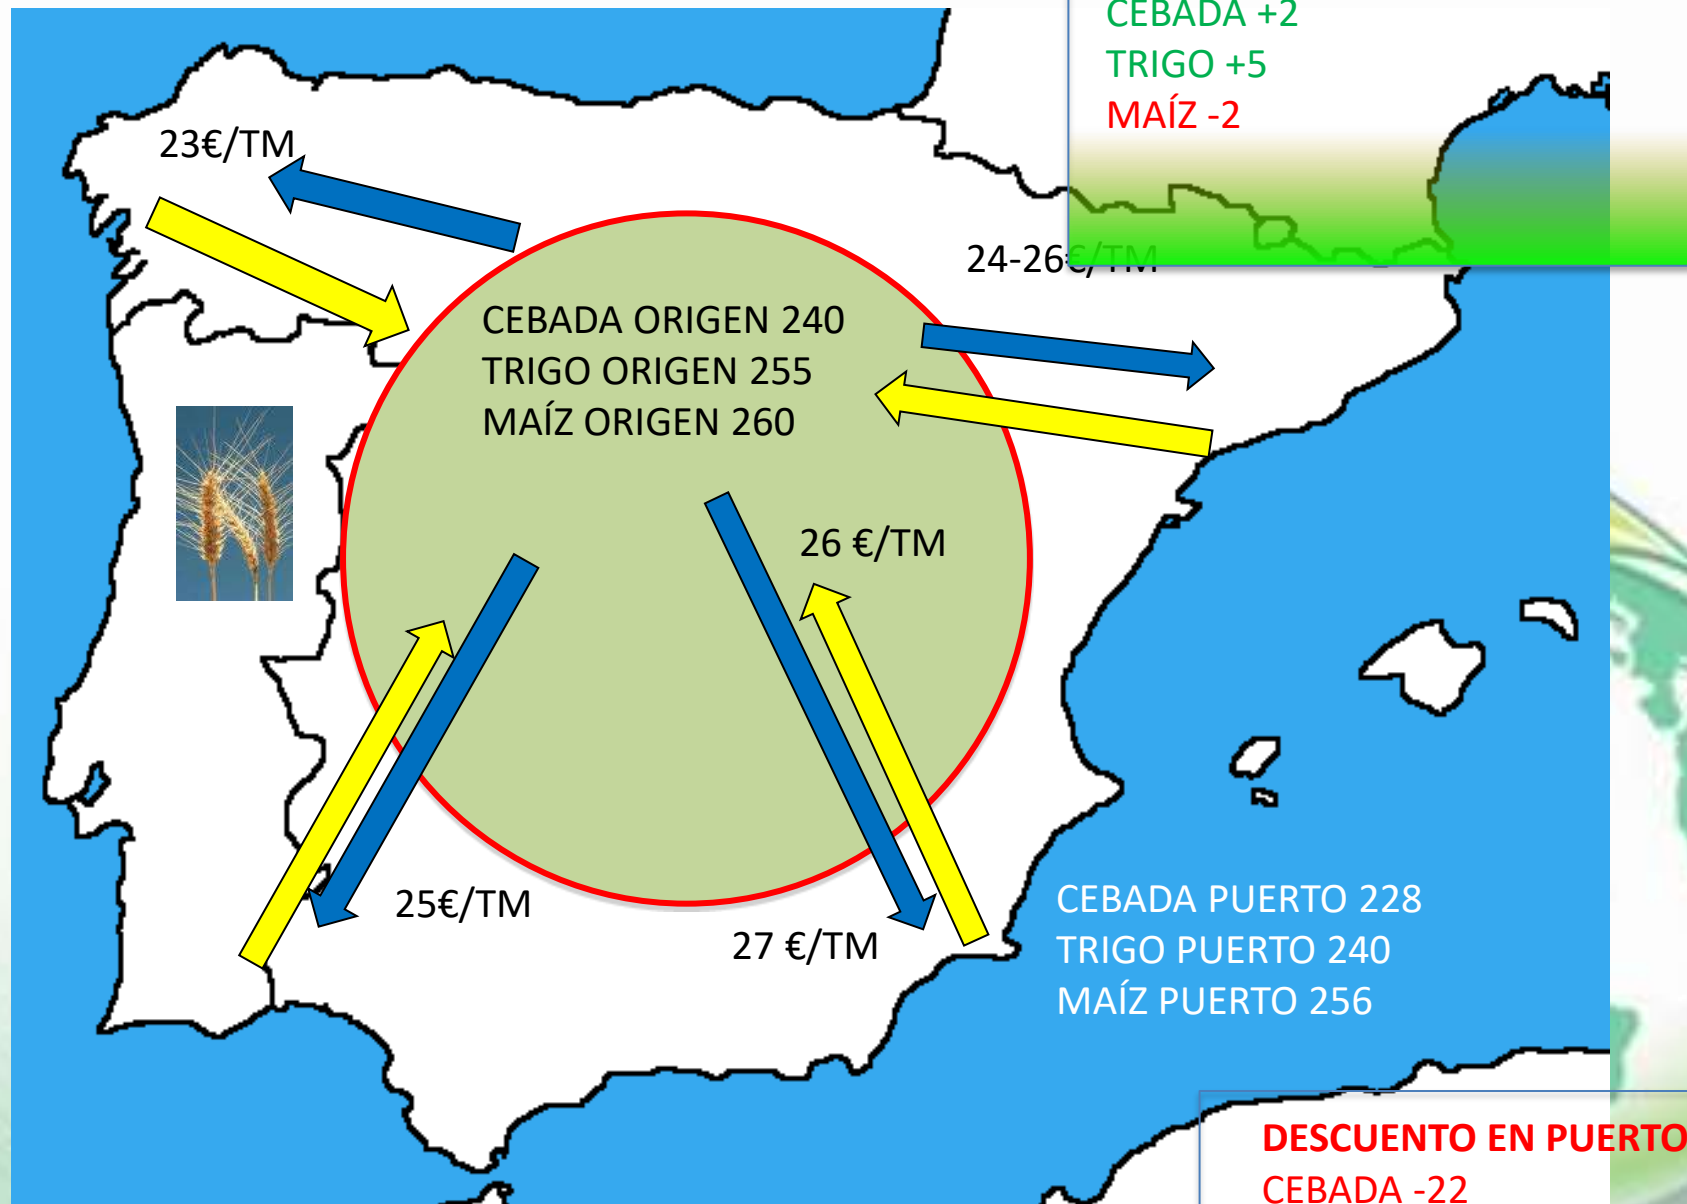 CEBADA +2
TRIGO +5
MAÍZ -2
23€/TM
24-26€/TM
CEBADA ORIGEN 240
TRIGO ORIGEN 255
MAÍZ ORIGEN 260
26 €/TM
25€/TM
27 €/TM
CEBADA PUERTO 228
TRIGO PUERTO 240
MAÍZ PUERTO 256
DESCUENTO EN PUERTO
CEBADA -22